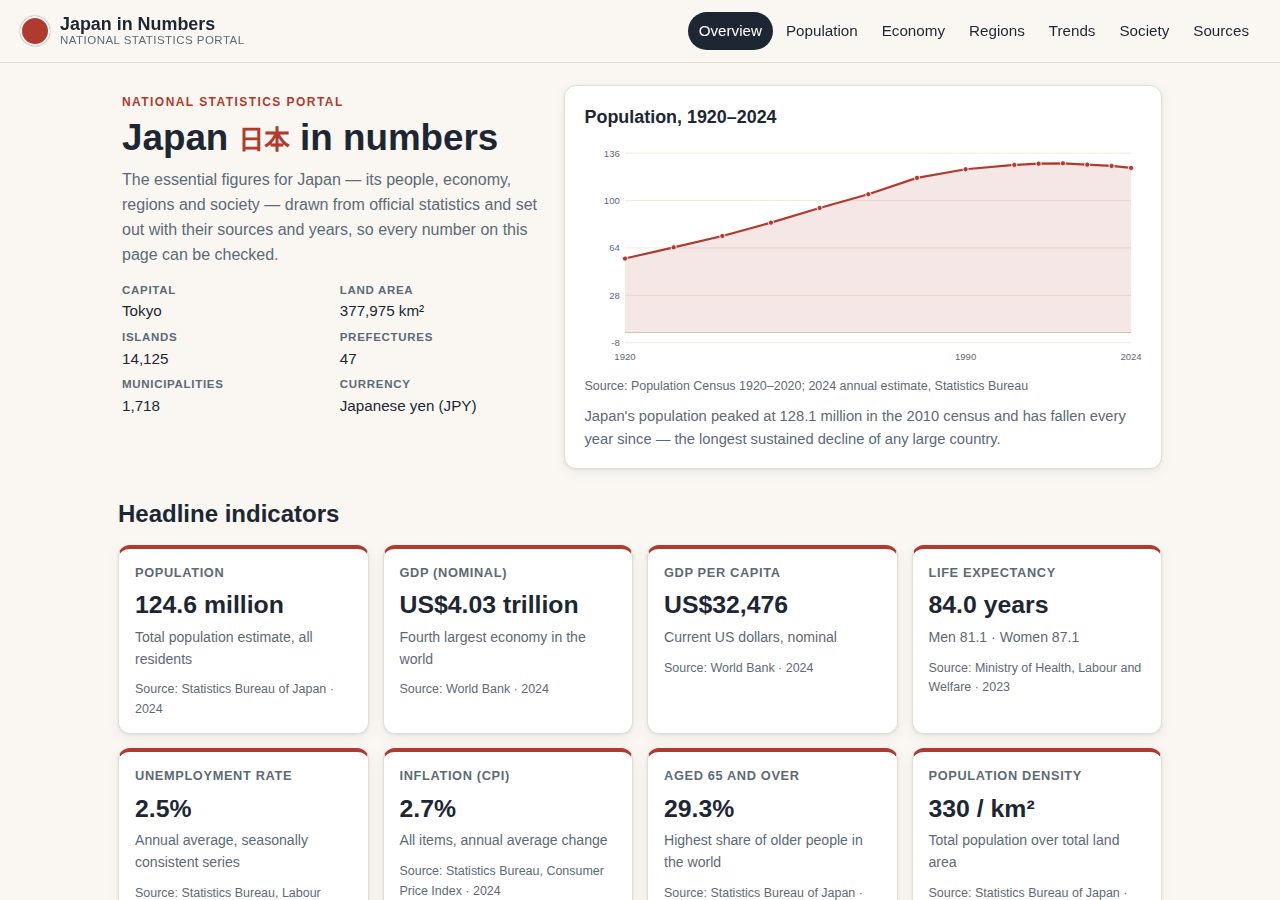 Japan in Numbers
NATIONAL STATISTICS PORTAL
Overview
Population
Economy
Regions
Trends
Society
Sources
NATIONAL STATISTICS PORTAL
Japan 日本 in numbers
The essential figures for Japan — its people, economy,
regions and society — drawn from official statistics and set
out with their sources and years, so every number on this
page can be checked.
CAPITAL
Tokyo
LAND AREA
377,975 km²
ISLANDS
14,125
PREFECTURES
47
MUNICIPALITIES
1,718
CURRENCY
Japanese yen (JPY)
Population, 1920–2024
136
100
64
28
-8
1920
1990
2024
Source: Population Census 1920–2020; 2024 annual estimate, Statistics Bureau
Japan's population peaked at 128.1 million in the 2010 census and has fallen every
year since — the longest sustained decline of any large country.
Headline indicators
POPULATION
124.6 million
Total population estimate, all
residents
Source: Statistics Bureau of Japan ·
2024
GDP (NOMINAL)
US$4.03 trillion
Fourth largest economy in the
world
Source: World Bank · 2024
GDP PER CAPITA
US$32,476
Current US dollars, nominal
Source: World Bank · 2024
LIFE EXPECTANCY
84.0 years
Men 81.1 · Women 87.1
Source: Ministry of Health, Labour and
Welfare · 2023
UNEMPLOYMENT RATE
2.5%
Annual average, seasonally
consistent series
Source: Statistics Bureau, Labour
INFLATION (CPI)
2.7%
All items, annual average change
Source: Statistics Bureau, Consumer
Price Index · 2024
AGED 65 AND OVER
29.3%
Highest share of older people in
the world
Source: Statistics Bureau of Japan ·
POPULATION DENSITY
330 / km²
Total population over total land
area
Source: Statistics Bureau of Japan ·